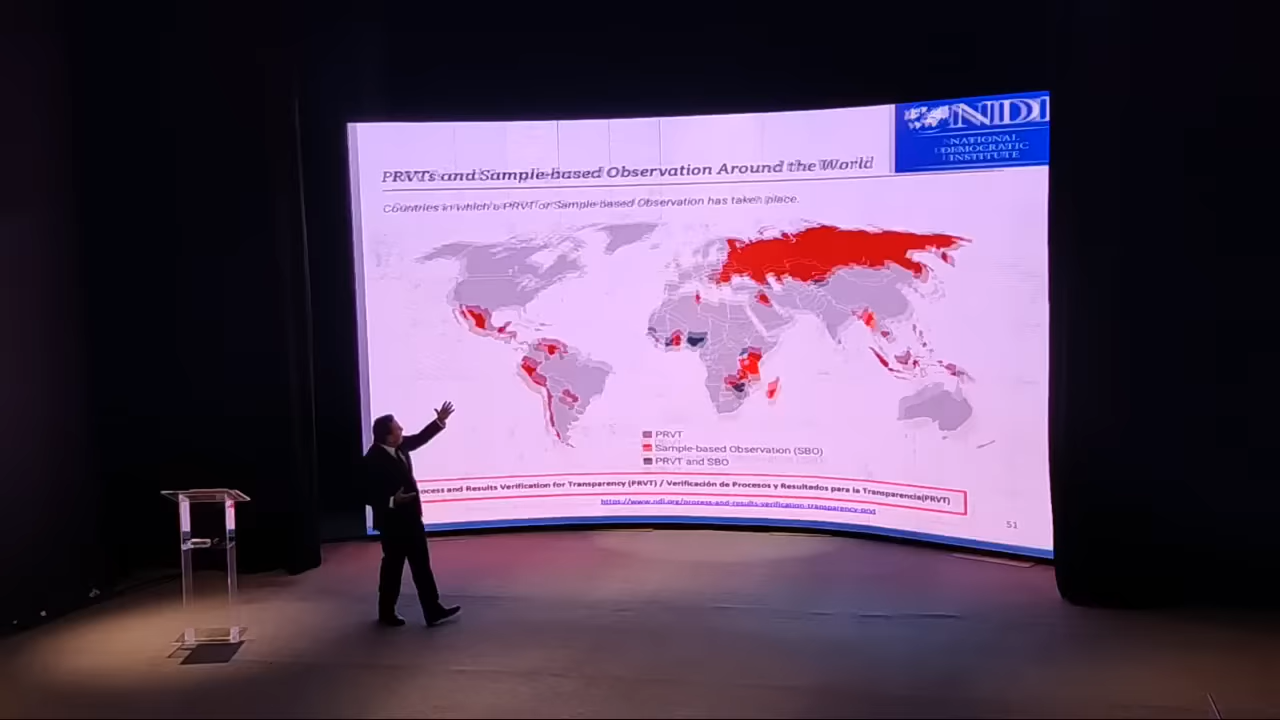 NDI
NATIONAL
DEMOCRATIC
INSTITUTE
PRVTs and Sample-based Observation Around the World
Countries in which a PRVT or Sample-based Observation has taken place.
PRVT
Sample-based Observation (SBO)
PRVT and SBO
ocess and Results Verification for Transparency (PRVT) / Verificación de Procesos y Resultados para la Transparencia(PRVT)
https://www.ndi.org/process-and-results-verification-transparency-prvt
51